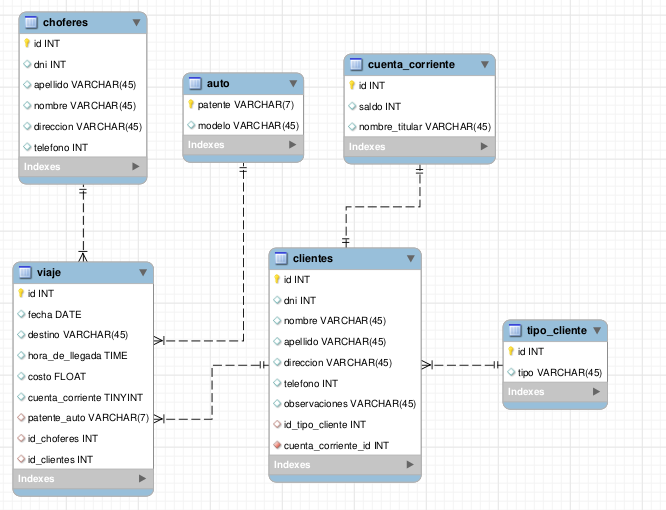 choferes
id INT
dni INT
apellido VARCHAR(45)
nombre VARCHAR(45)
direccion VARCHAR(45)
telefono INT
Indexes
auto
patente VARCHAR(7)
modelo VARCHAR(45)
Indexes
cuenta_corriente
id INT
saldo INT
nombre_titular VARCHAR(45)
Indexes
viaje
id INT
fecha DATE
destino VARCHAR(45)
hora_de_llegada TIME
costo FLOAT
cuenta_corriente TINYINT
patente_auto VARCHAR(7)
id_choferes INT
id_clientes INT
Indexes
clientes
id INT
dni INT
nombre VARCHAR(45)
apellido VARCHAR(45)
direccion VARCHAR(45)
telefono INT
observaciones VARCHAR(45)
id_tipo_cliente INT
cuenta_corriente_id INT
Indexes
tipo_cliente
id INT
tipo VARCHAR(45)
Indexes